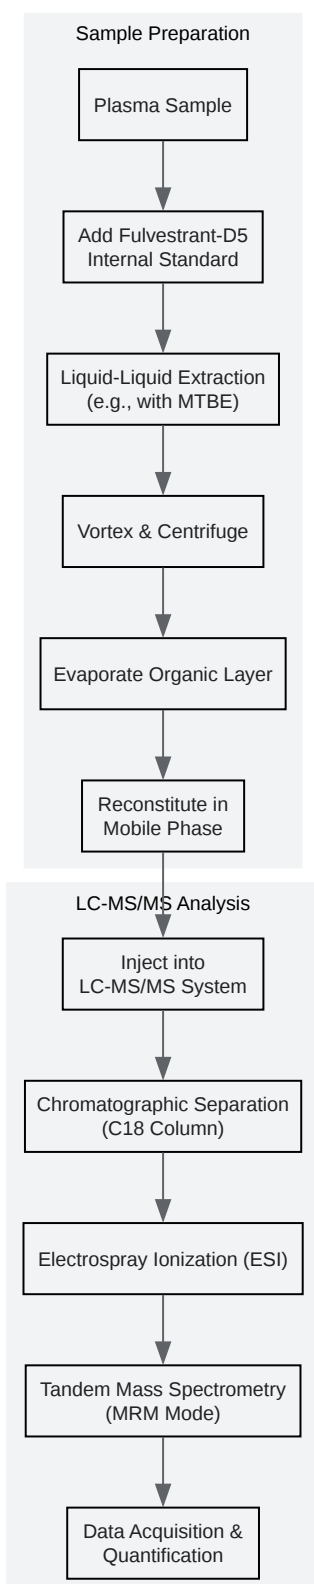 Sample Preparation
Plasma Sample
Add Fulvestrant-D5
Internal Standard
Liquid-Liquid Extraction
(e.g., with MTBE)
Vortex & Centrifuge
Evaporate Organic Layer
Reconstitute in
Mobile Phase
LC-MS/MS Analysis
Inject into
LC-MS/MS System
Chromatographic Separation
(C18 Column)
Electrospray Ionization (ESI)
Tandem Mass Spectrometry
(MRM Mode)
Data Acquisition &
Quantification